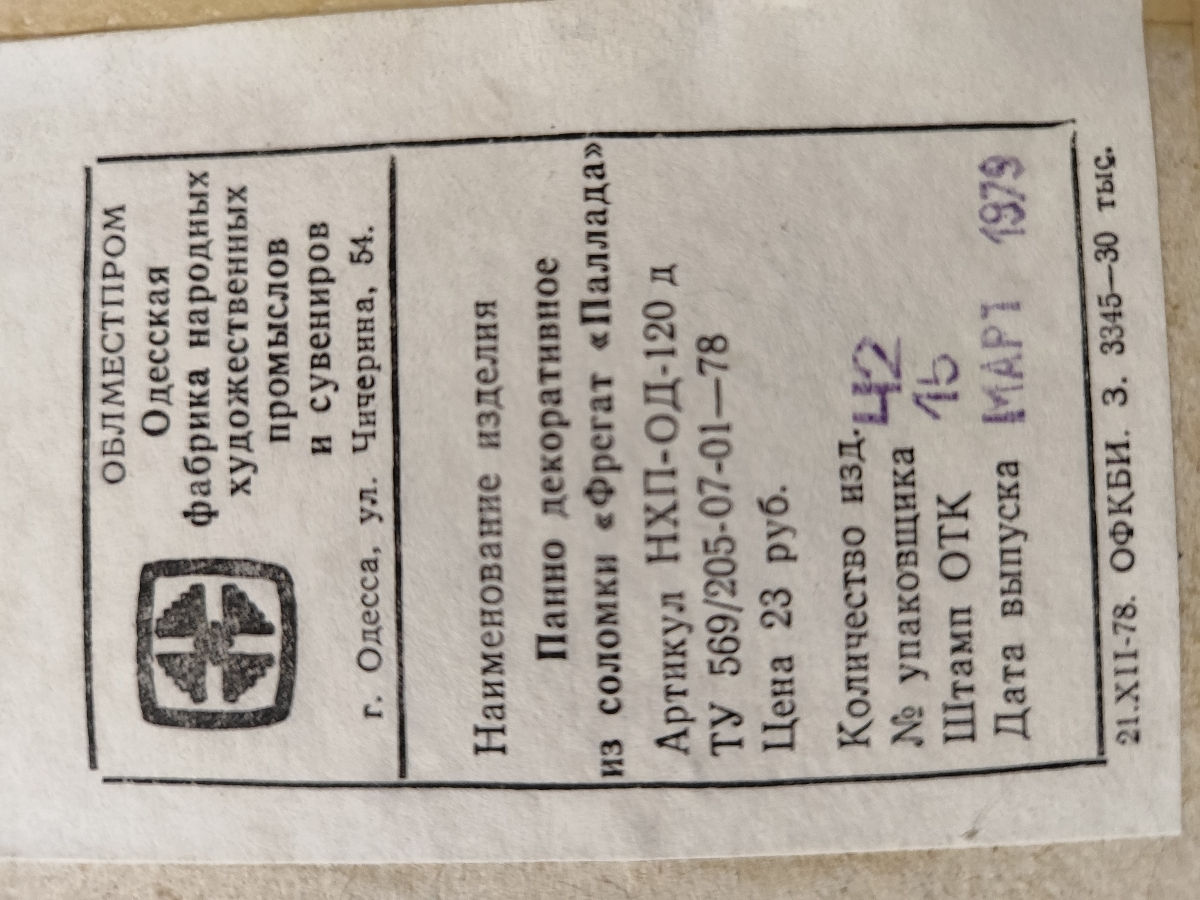 ОБЛМЕСТПРОМ
Одесская
фабрика народных
художественных
промыслов
и сувениров
г. Одесса, ул. Чичерина, 54.
Наименование изделия
Панно декоративное
из соломки «Фрегат «Паллада»
Артикул НХП-ОД-120 д
ТУ 569/205-07-01—78
Цена 23 руб.
Количество изд.
№ упаковщика 42
Штамп ОТК 15
Дата выпуска МАРТ 1979
21.XII-78. ОФКБИ. З. 3345—30 тыс.